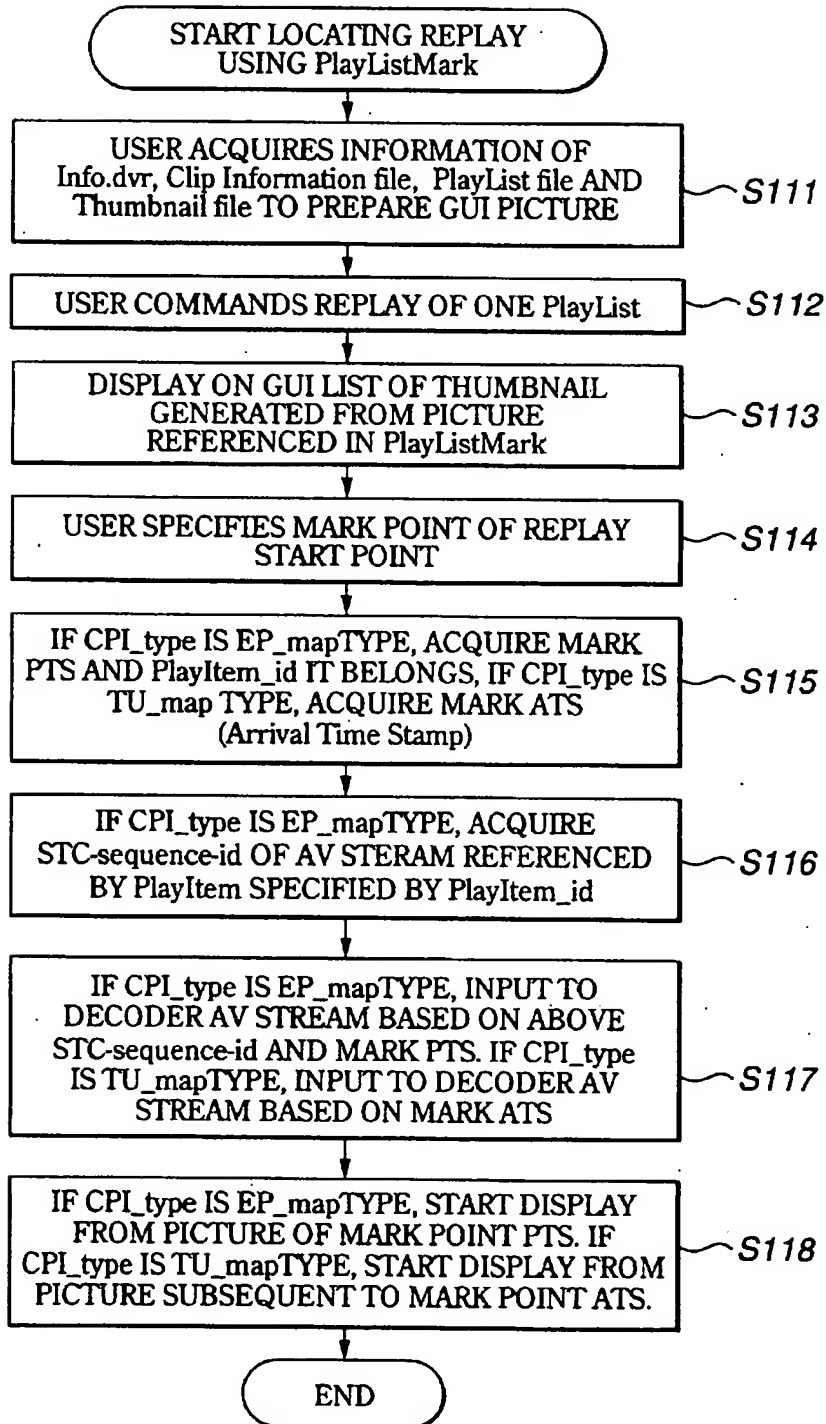 START LOCATING REPLAY
USING PlayListMark
USER ACQUIRES INFORMATION OF
Info.dvr, Clip Information file, PlayList file AND
Thumbnail file TO PREPARE GUI PICTURE
S111
USER COMMANDS REPLAY OF ONE PlayList
S112
DISPLAY ON GUI LIST OF THUMBNAIL
GENERATED FROM PICTURE
REFERENCED IN PlayListMark
S113
USER SPECIFIES MARK POINT OF REPLAY
START POINT
S114
IF CPI_type IS EP_mapTYPE, ACQUIRE MARK
PTS AND PlayItem_id IT BELONGS, IF CPI_type IS
TU_map TYPE, ACQUIRE MARK ATS
(Arrival Time Stamp)
S115
IF CPI_type IS EP_mapTYPE, ACQUIRE
STC-sequence-id OF AV STERAM REFERENCED
BY PlayItem SPECIFIED BY PlayItem_id
S116
IF CPI_type IS EP_mapTYPE, INPUT TO
DECODER AV STREAM BASED ON ABOVE
STC-sequence-id AND MARK PTS. IF CPI_type
IS TU_mapTYPE, INPUT TO DECODER AV
STREAM BASED ON MARK ATS
S117
IF CPI_type IS EP_mapTYPE, START DISPLAY
FROM PICTURE OF MARK POINT PTS. IF
CPI_type IS TU_mapTYPE, START DISPLAY FROM
PICTURE SUBSEQUENT TO MARK POINT ATS.
S118
END